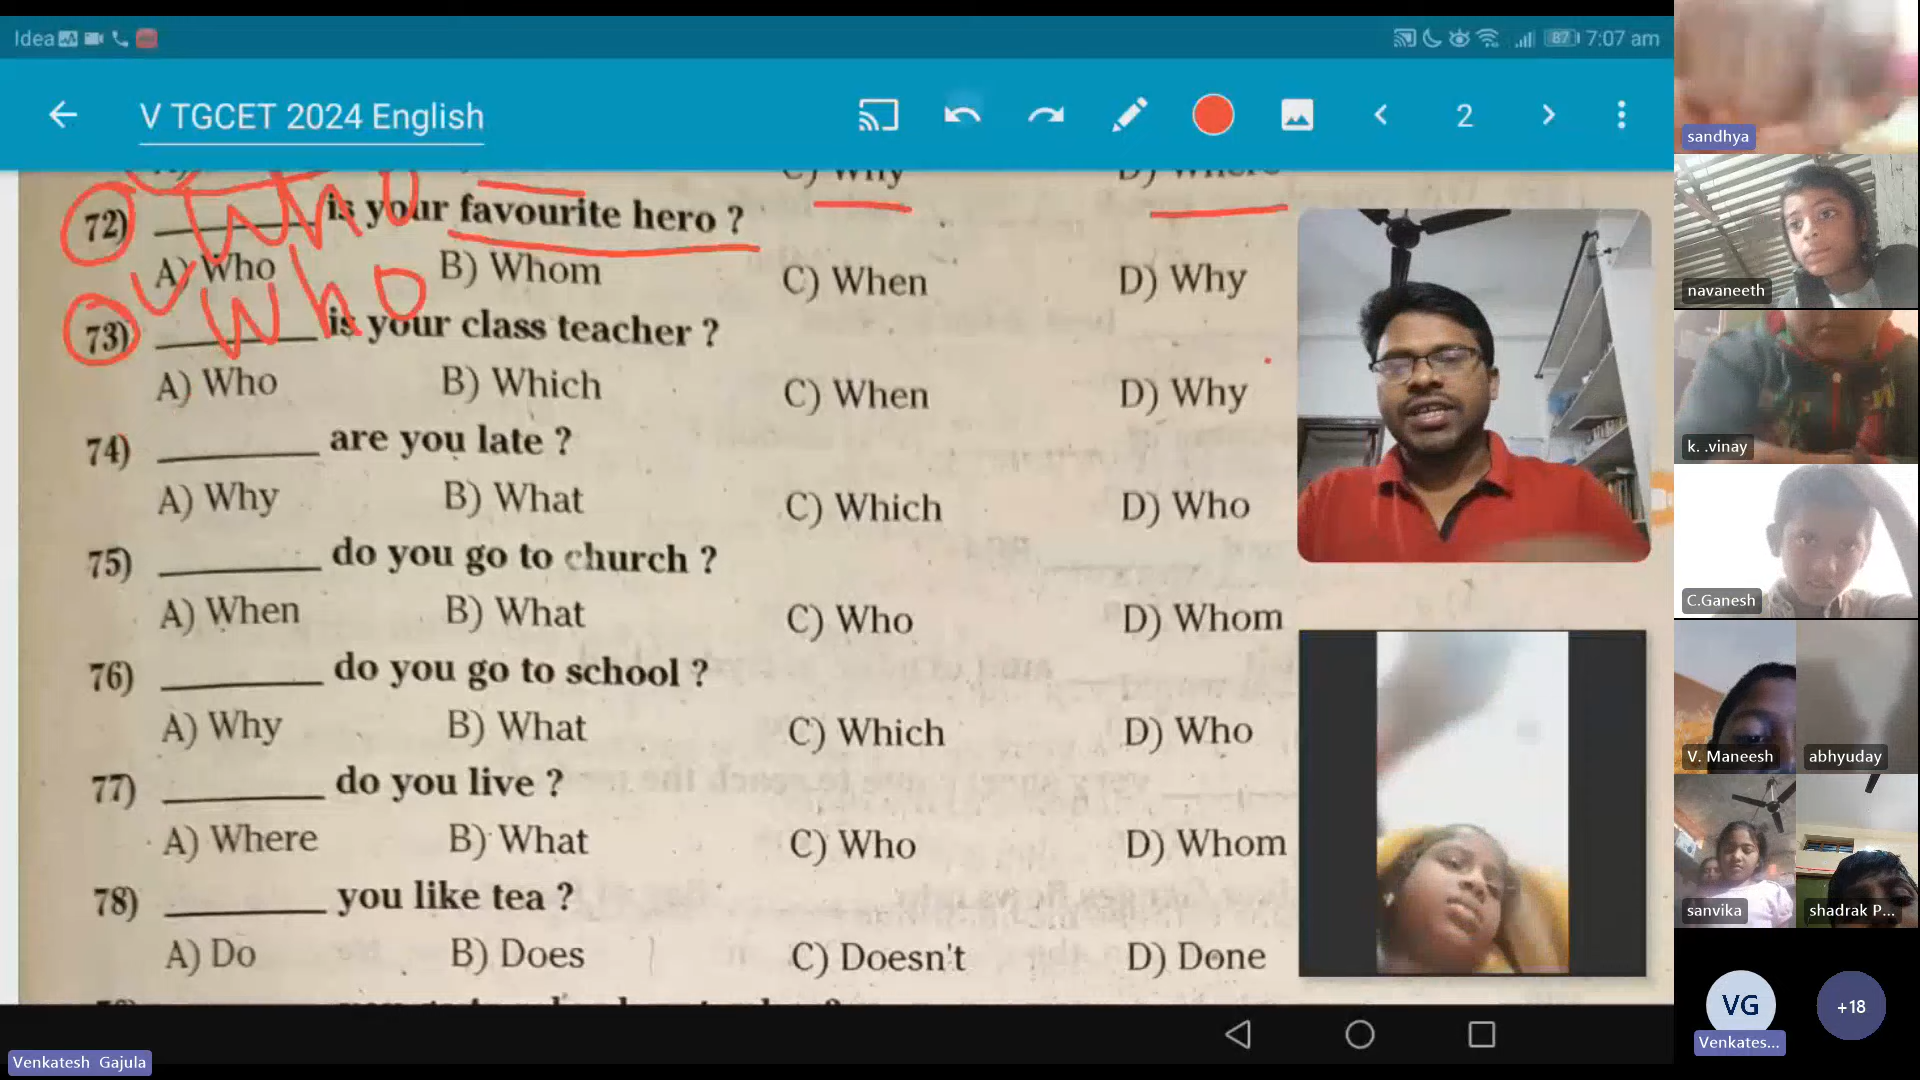 Idea 87 7:07 am
V TGCET 2024 English 2
C) Why D) Where
72) ______ is your favourite hero ?
who
A) Who B) Whom C) When D) Why
who
73) ______ is your class teacher ?
A) Who B) Which C) When D) Why
74) ______ are you late ?
A) Why B) What C) Which D) Who
75) ______ do you go to church ?
A) When B) What C) Who D) Whom
76) ______ do you go to school ?
A) Why B) What C) Which D) Who
77) ______ do you live ?
A) Where B) What C) Who D) Whom
78) ______ you like tea ?
A) Do B) Does C) Doesn't D) Done
Venkatesh Gajula
sandhya
navaneeth
k. .vinay
C.Ganesh
V. Maneesh abhyuday
sanvika shadrak P...
VG +18
Venkates...